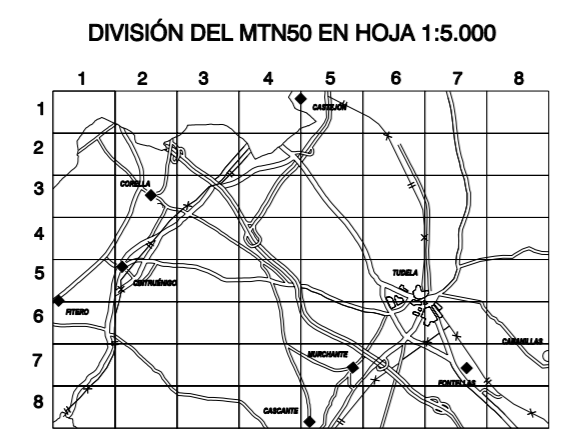 DIVISIÓN DEL MTN50 EN HOJA 1:5.000
1 2 3 4 5 6 7 8
1
CASTEJÓN
2
3
CORELLA
4
5
TUDELA
CINTRUÉNIGO
FITERO
6
CABANILLAS
7
MURCHANTE
FONTELLAS
8
CASCANTE